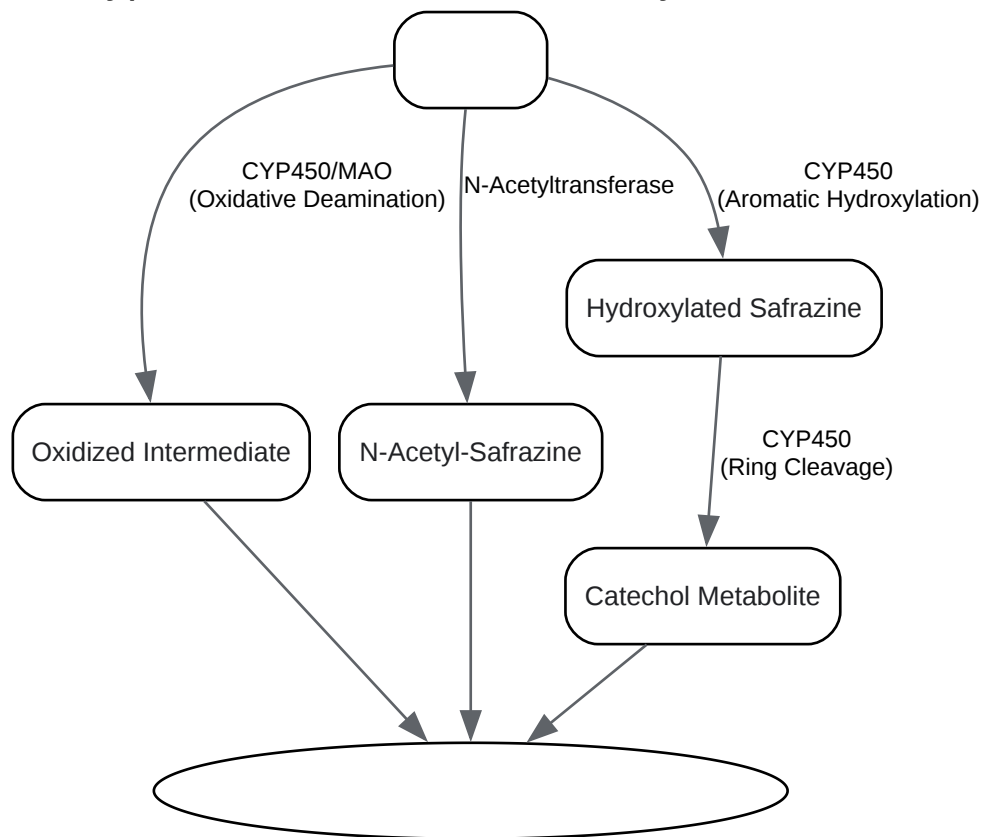 CYP450/MAO
(Oxidative Deamination)
N-Acetyltransferase
CYP450
(Aromatic Hydroxylation)
Hydroxylated Safrazine
CYP450
(Ring Cleavage)
Oxidized Intermediate
N-Acetyl-Safrazine
Catechol Metabolite